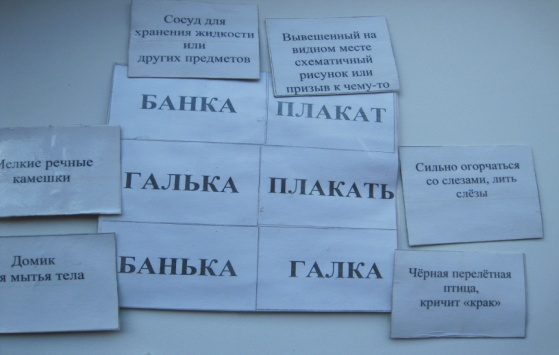 Сосуд для
хранения жидкости
или
других предметов
Вывешенный на
видном месте
схематичный
рисунок или
призыв к чему-то
БАНКА
ПЛАКАТ
Мелкие речные
камешки
ГАЛЬКА
ПЛАКАТЬ
Сильно огорчаться
со слезами, лить
слёзы
Домик
мытья тела
БАНЬКА
ГАЛКА
Чёрная перелётная
птица,
кричит «крак»